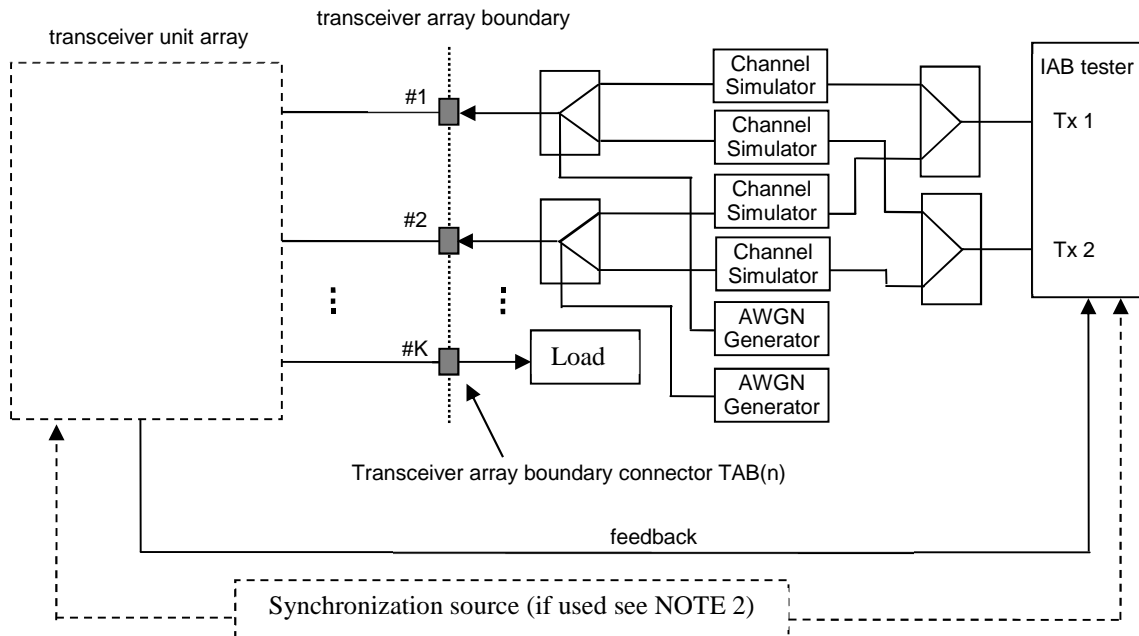 transceiver array boundary
transceiver unit array
Channel
Simulator
IAB tester
#1
Tx 1
Channel
Simulator
Channel
Simulator
#2
Channel
Simulator
Tx 2
AWGN
Generator
#K
Load
AWGN
Generator
Transceiver array boundary connector TAB(n)
feedback
Synchronization source (if used see NOTE 2)